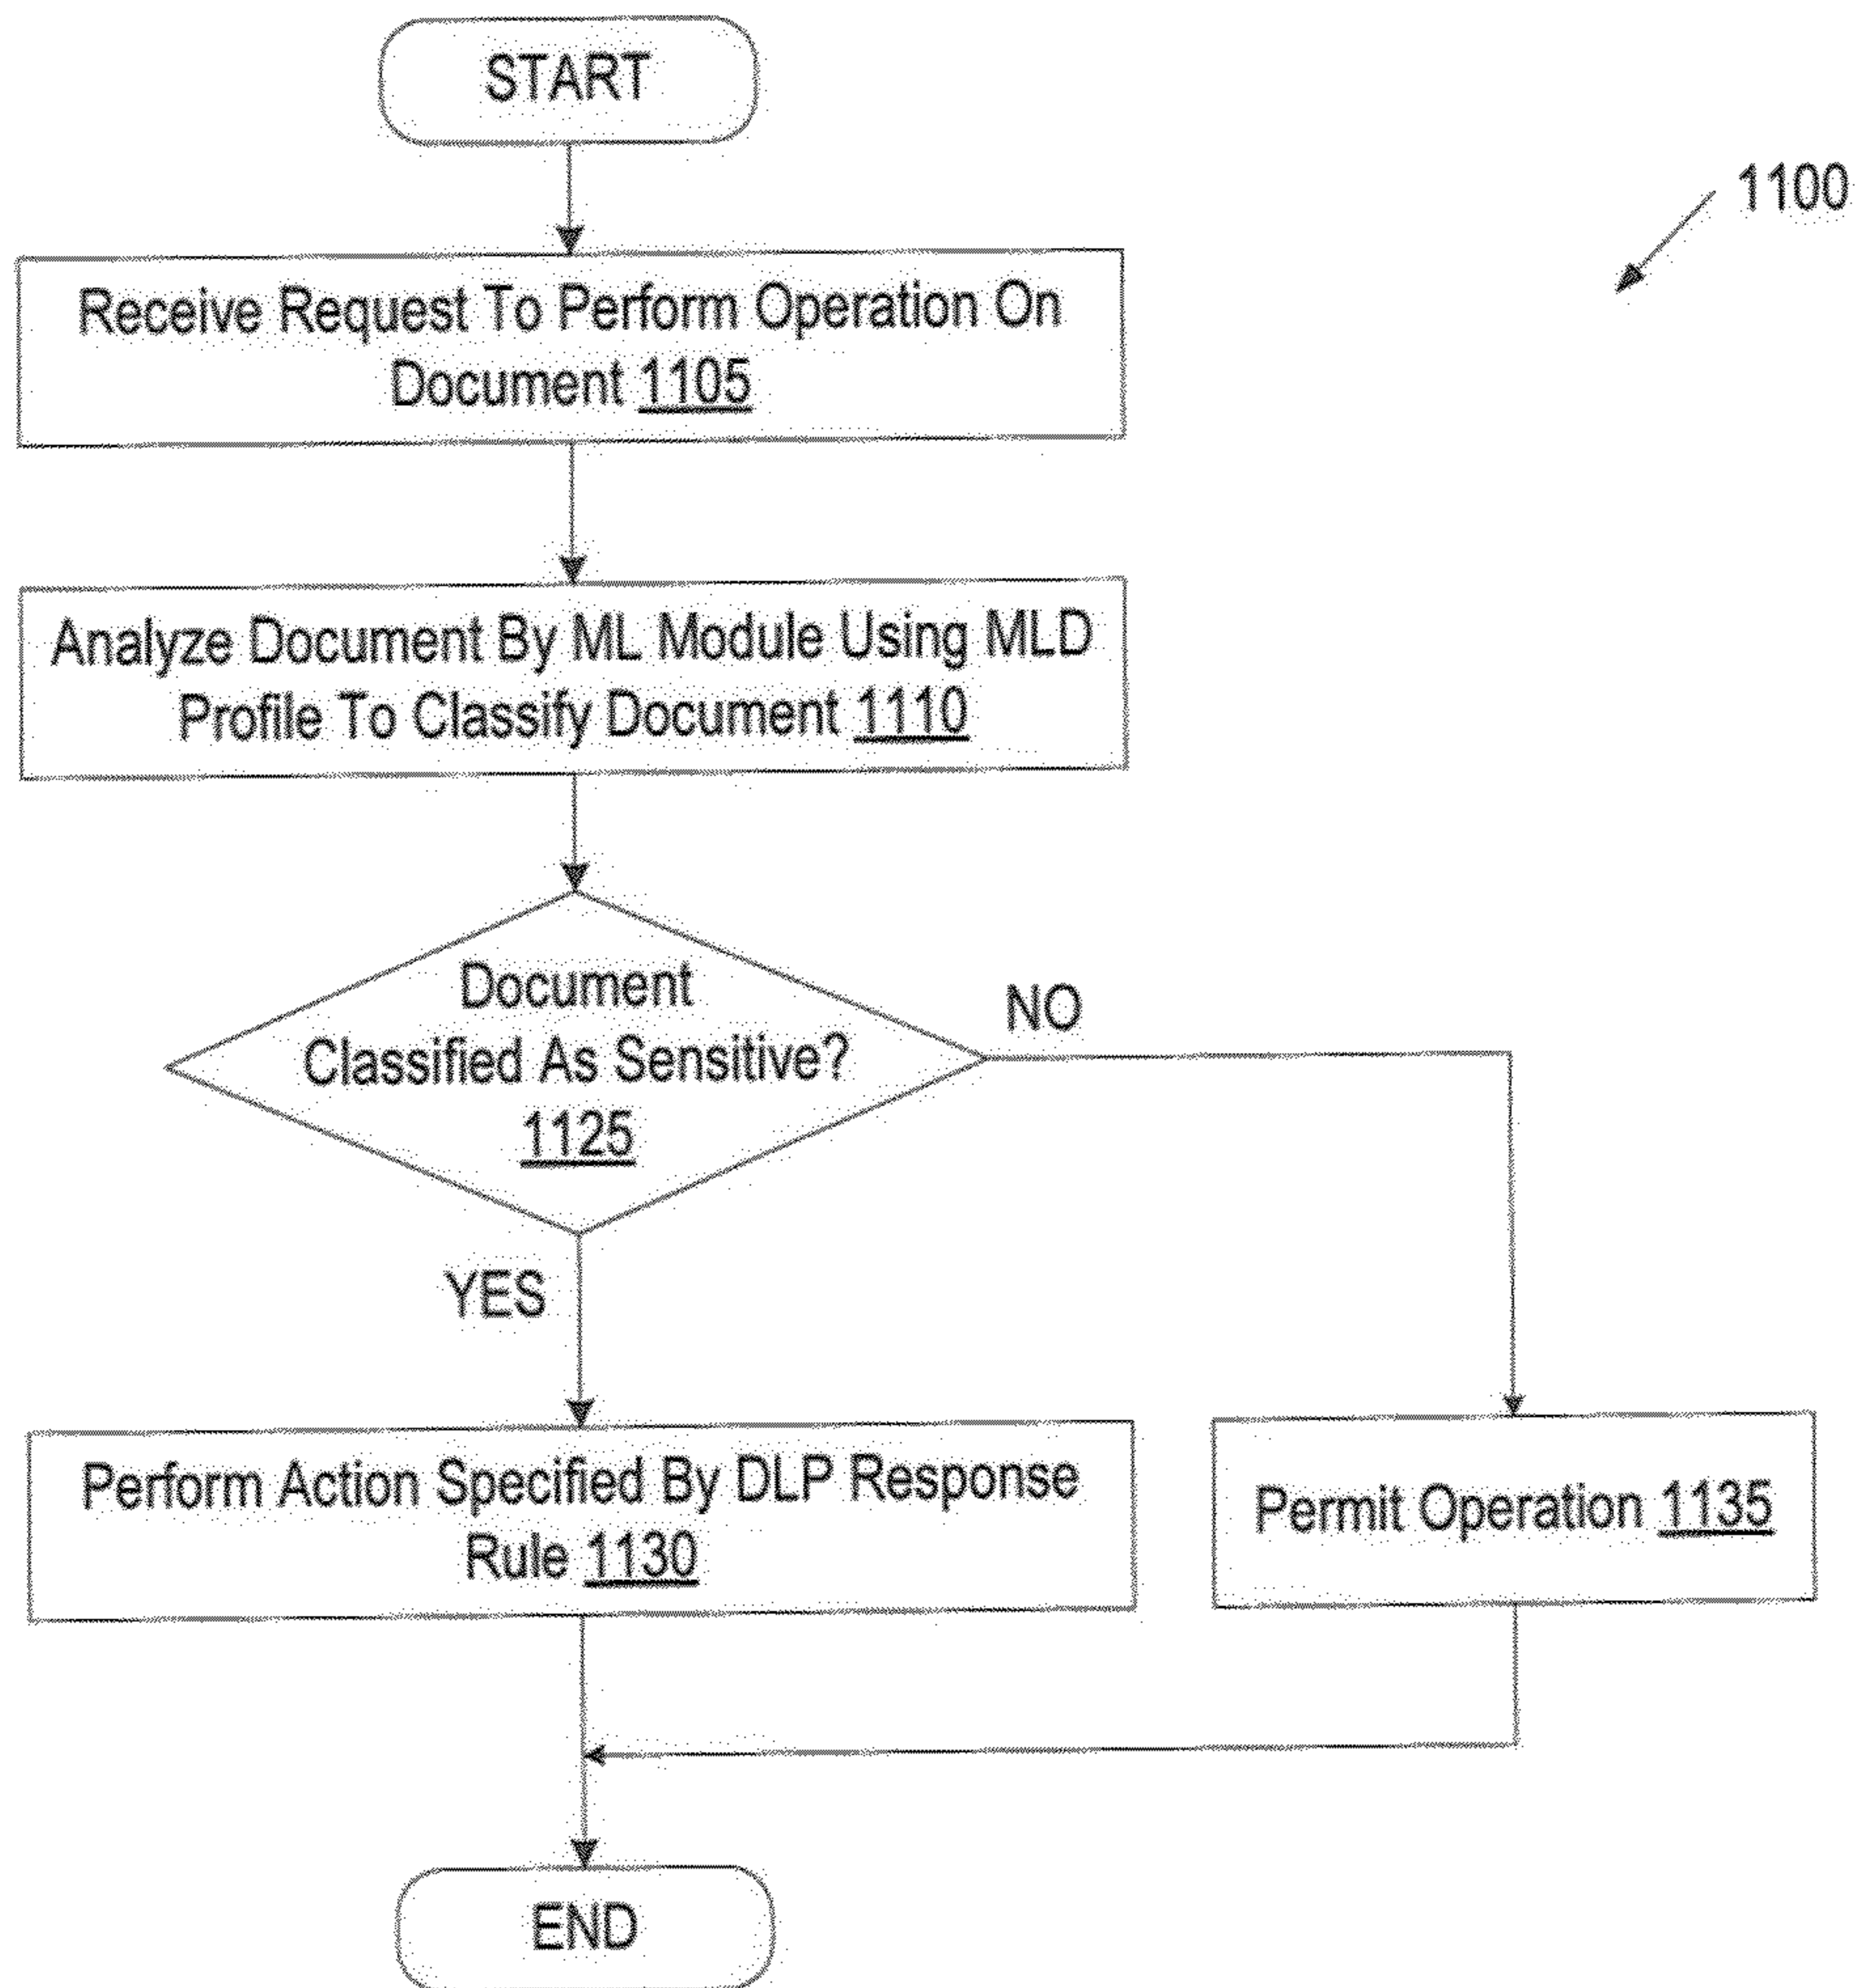 START
1100
Receive Request To Perform Operation On
Document 1105
Analyze Document By ML Module Using MLD
Profile To Classify Document 1110
Document
Classified As Sensitive?
1125
NO
YES
Perform Action Specified By DLP Response
Rule 1130
Permit Operation 1135
END